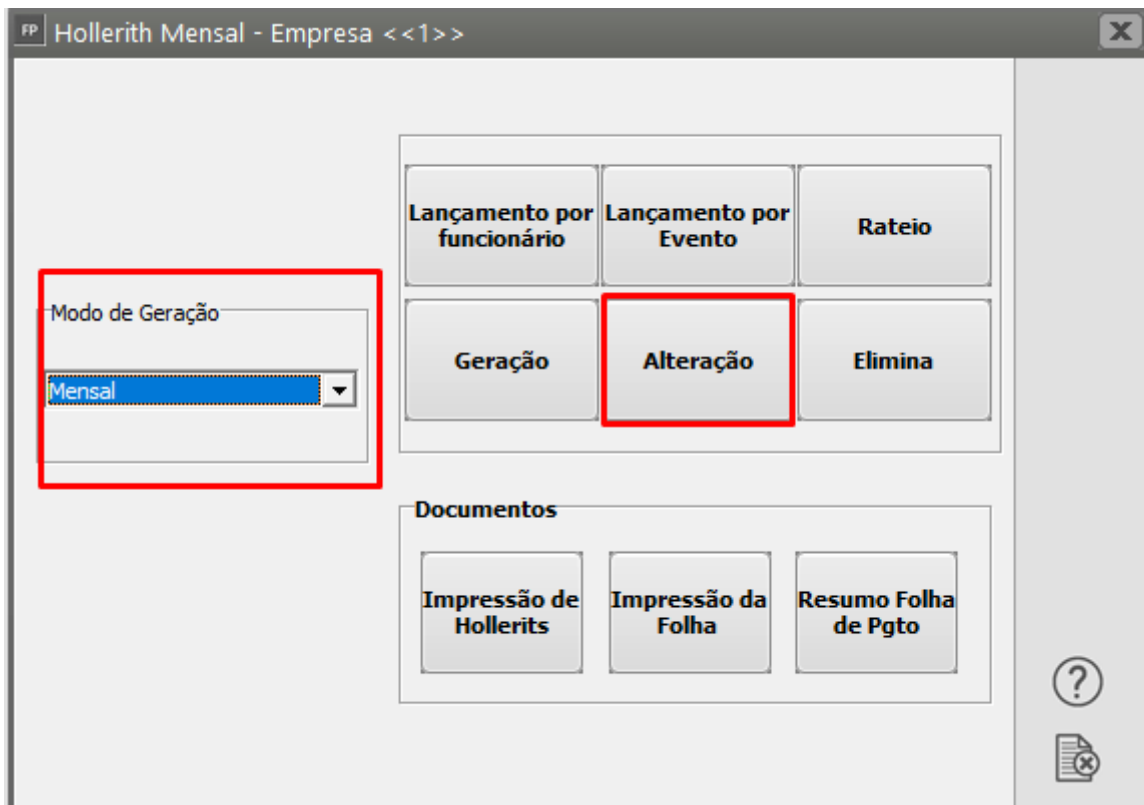 FP Hollerith Mensal - Empresa <<1>>
Modo de Geração
Mensal
Lançamento por
funcionário
Lançamento por
Evento
Rateio
Geração
Alteração
Elimina
Documentos
Impressão de
Hollerits
Impressão da
Folha
Resumo Folha
de Pgto